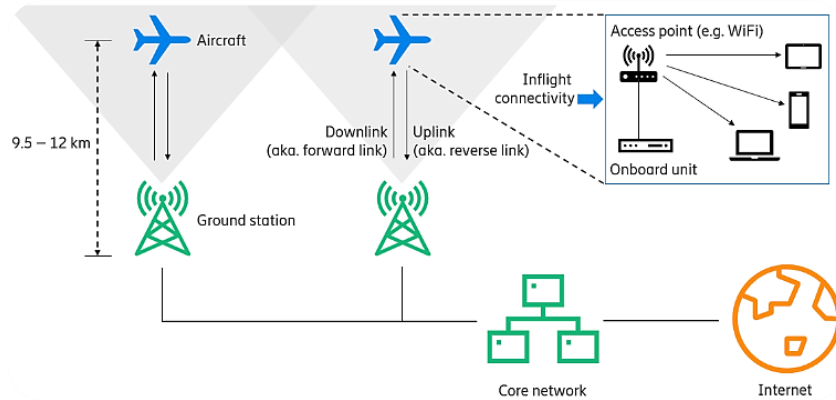 Aircraft
Access point (e.g. WiFi)
Inflight
connectivity
9.5 – 12 km
Downlink
(aka. forward link)
Uplink
(aka. reverse link)
Onboard unit
Ground station
Core network
Internet